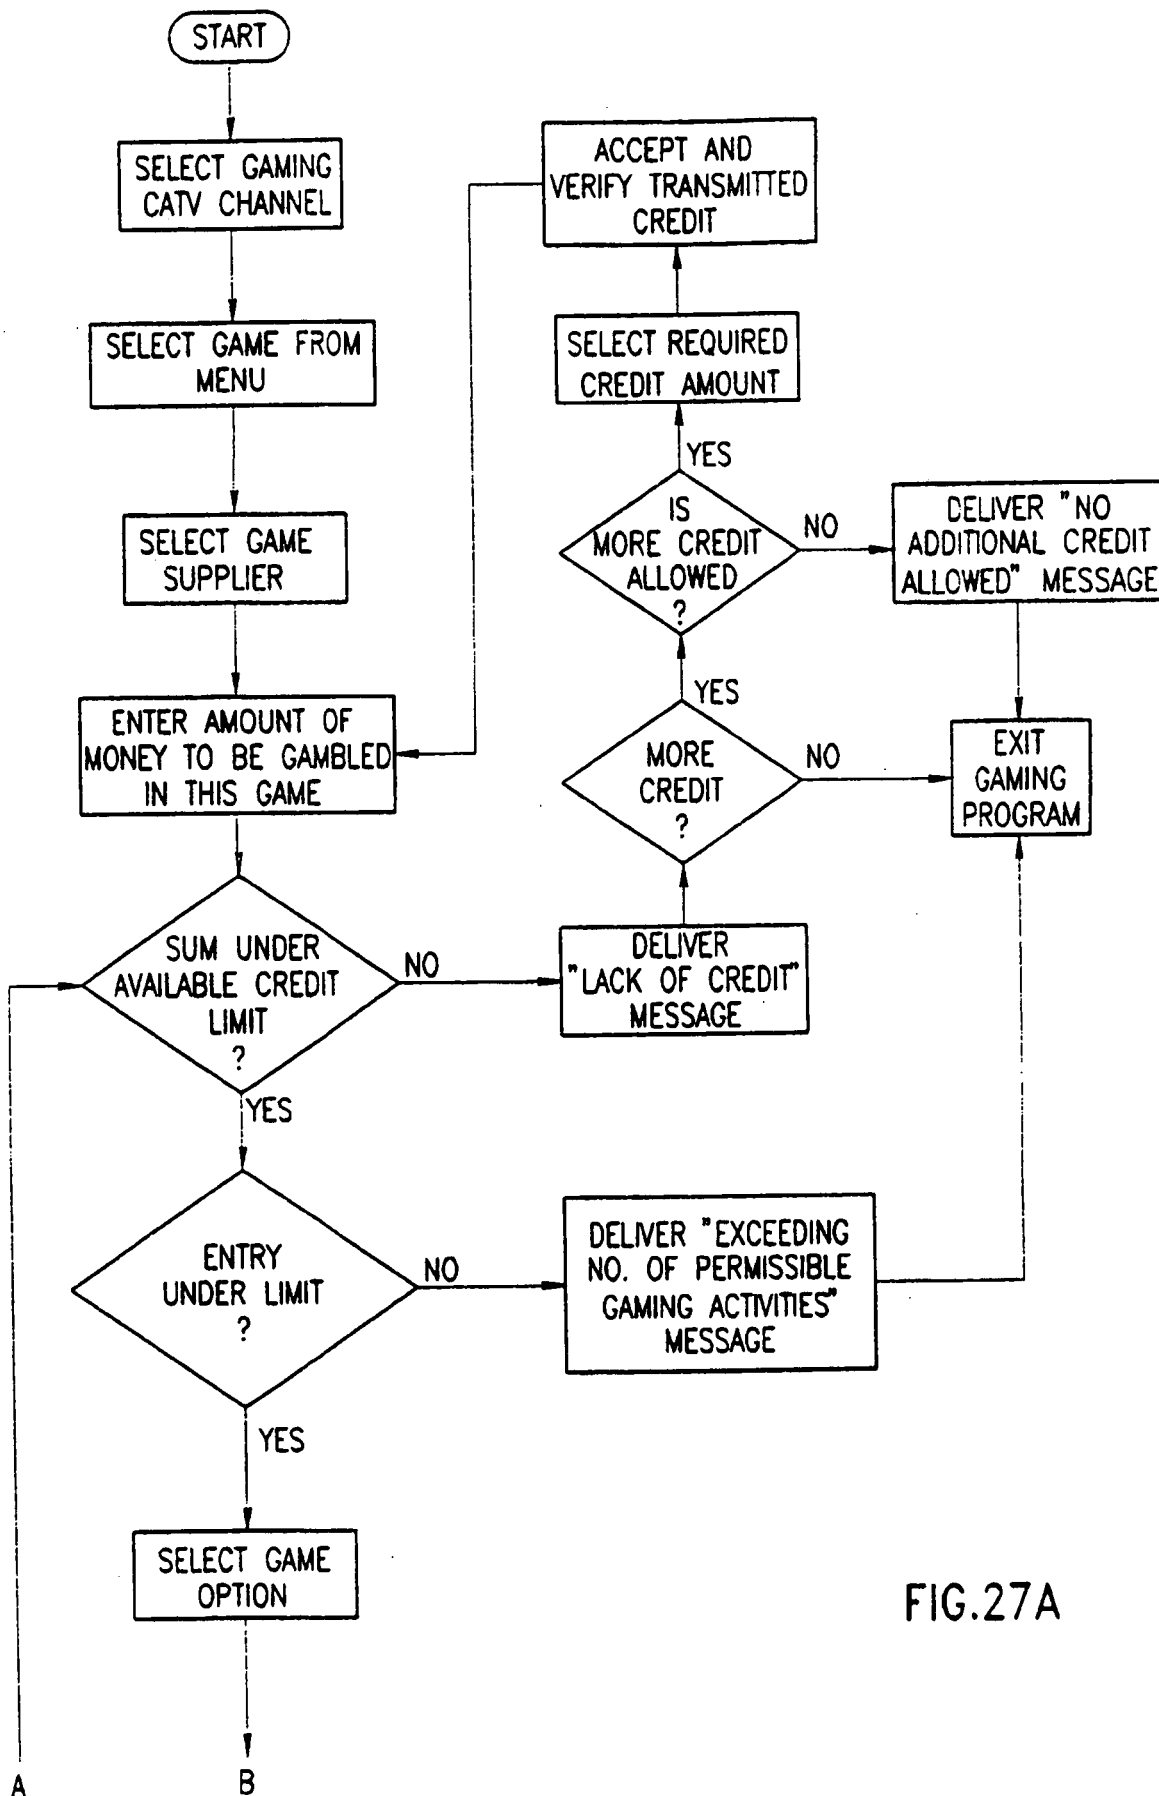 START
SELECT GAMING
CATV CHANNEL
SELECT GAME FROM
MENU
SELECT GAME
SUPPLIER
ENTER AMOUNT OF
MONEY TO BE GAMBLED
IN THIS GAME
SUM UNDER
AVAILABLE CREDIT
LIMIT
?
NO
YES
ENTRY
UNDER LIMIT
?
NO
YES
SELECT GAME
OPTION
A
B
ACCEPT AND
VERIFY TRANSMITTED
CREDIT
SELECT REQUIRED
CREDIT AMOUNT
YES
IS
MORE CREDIT
ALLOWED
?
NO
YES
MORE
CREDIT
?
NO
DELIVER
"LACK OF CREDIT"
MESSAGE
DELIVER "EXCEEDING
NO. OF PERMISSIBLE
GAMING ACTIVITIES"
MESSAGE
DELIVER "NO
ADDITIONAL CREDIT
ALLOWED" MESSAGE
EXIT
GAMING
PROGRAM
FIG.27A